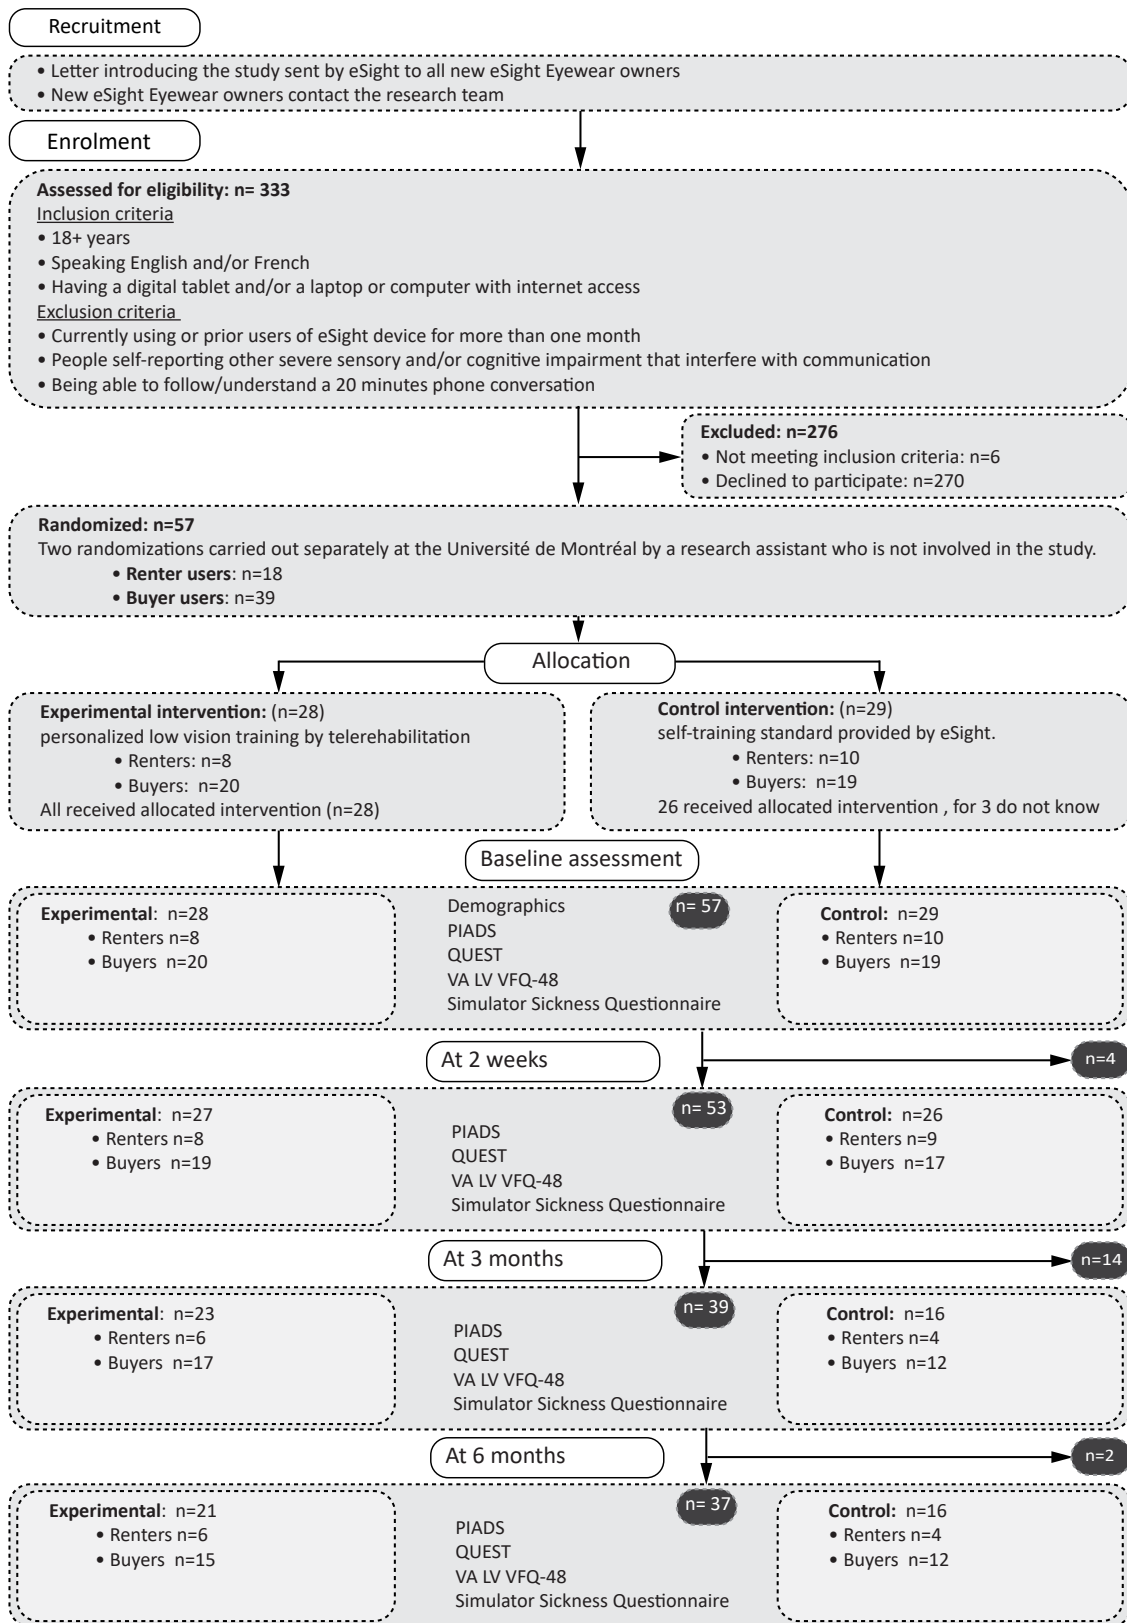 Recruitment
• Letter introducing the study sent by eSight to all new eSight Eyewear owners
• New eSight Eyewear owners contact the research team
Enrolment
Assessed for eligibility: n= 333
Inclusion criteria
• 18+ years
• Speaking English and/or French
• Having a digital tablet and/or a laptop or computer with internet access
Exclusion criteria
• Currently using or prior users of eSight device for more than one month
• People self-reporting other severe sensory and/or cognitive impairment that interfere with communication
• Being able to follow/understand a 20 minutes phone conversation
Excluded: n=276
• Not meeting inclusion criteria: n=6
• Declined to participate: n=270
Randomized: n=57
Two randomizations carried out separately at the Université de Montréal by a research assistant who is not involved in the study.
• Renter users: n=18
• Buyer users: n=39
Allocation
Experimental intervention: (n=28)
personalized low vision training by telerehabilitation
• Renters: n=8
• Buyers: n=20
All received allocated intervention (n=28)
Control intervention: (n=29)
self-training standard provided by eSight.
• Renters: n=10
• Buyers: n=19
26 received allocated intervention , for 3 do not know
Baseline assessment
Experimental: n=28
• Renters n=8
• Buyers n=20
Demographics
PIADS
QUEST
VA LV VFQ-48
Simulator Sickness Questionnaire
n= 57
Control: n=29
• Renters n=10
• Buyers n=19
At 2 weeks
n=4
Experimental: n=27
• Renters n=8
• Buyers n=19
PIADS
QUEST
VA LV VFQ-48
Simulator Sickness Questionnaire
n= 53
Control: n=26
• Renters n=9
• Buyers n=17
At 3 months
n=14
Experimental: n=23
• Renters n=6
• Buyers n=17
PIADS
QUEST
VA LV VFQ-48
Simulator Sickness Questionnaire
n= 39
Control: n=16
• Renters n=4
• Buyers n=12
At 6 months
n=2
Experimental: n=21
• Renters n=6
• Buyers n=15
PIADS
QUEST
VA LV VFQ-48
Simulator Sickness Questionnaire
n= 37
Control: n=16
• Renters n=4
• Buyers n=12